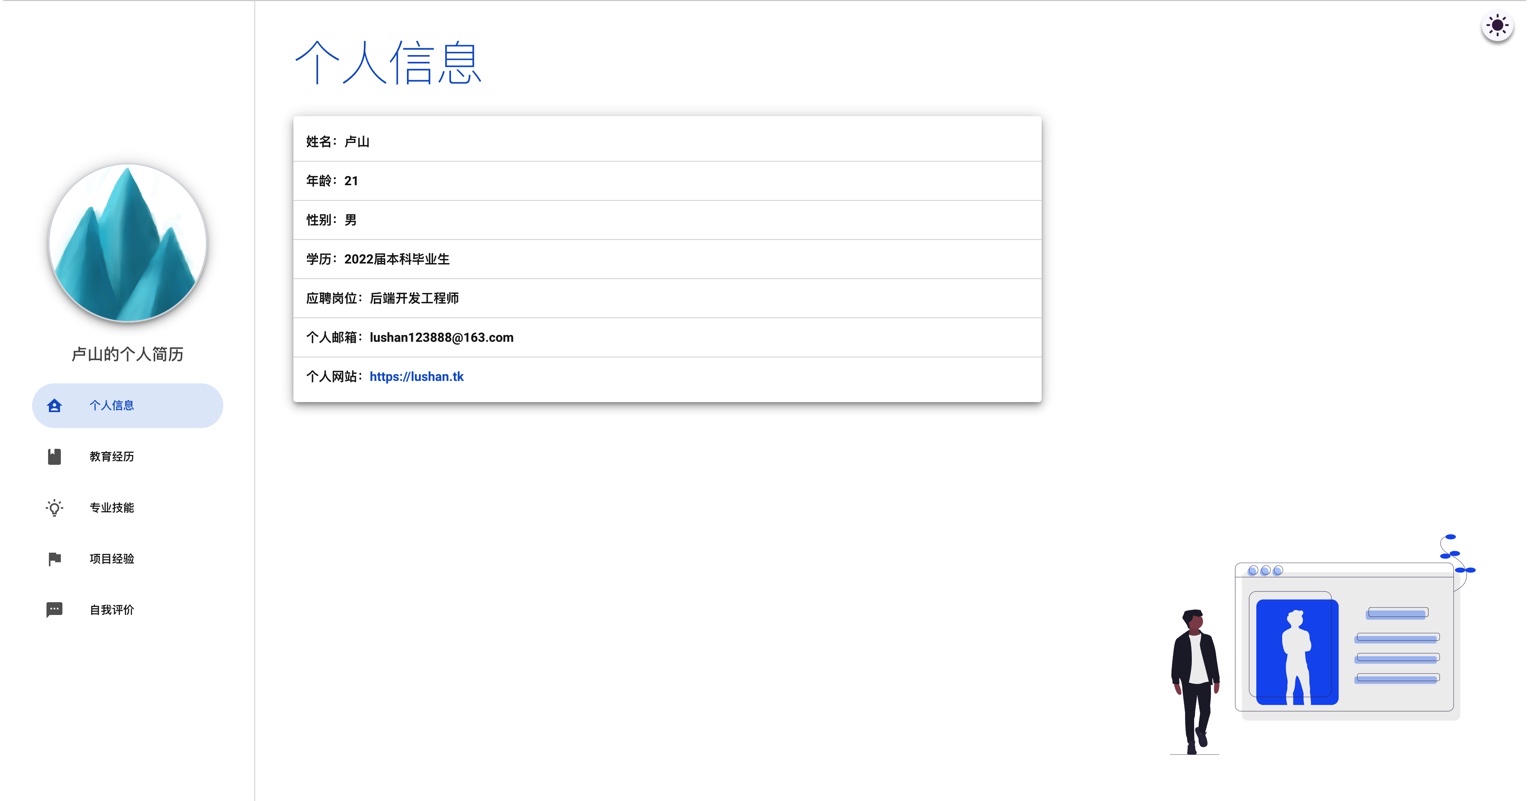 卢山的个人简历
个人信息
教育经历
专业技能
项目经验
自我评价
个人信息
姓名：卢山
年龄：21
性别：男
学历：2022届本科毕业生
应聘岗位：后端开发工程师
个人邮箱：lushan123888@163.com
个人网站：https://lushan.tk